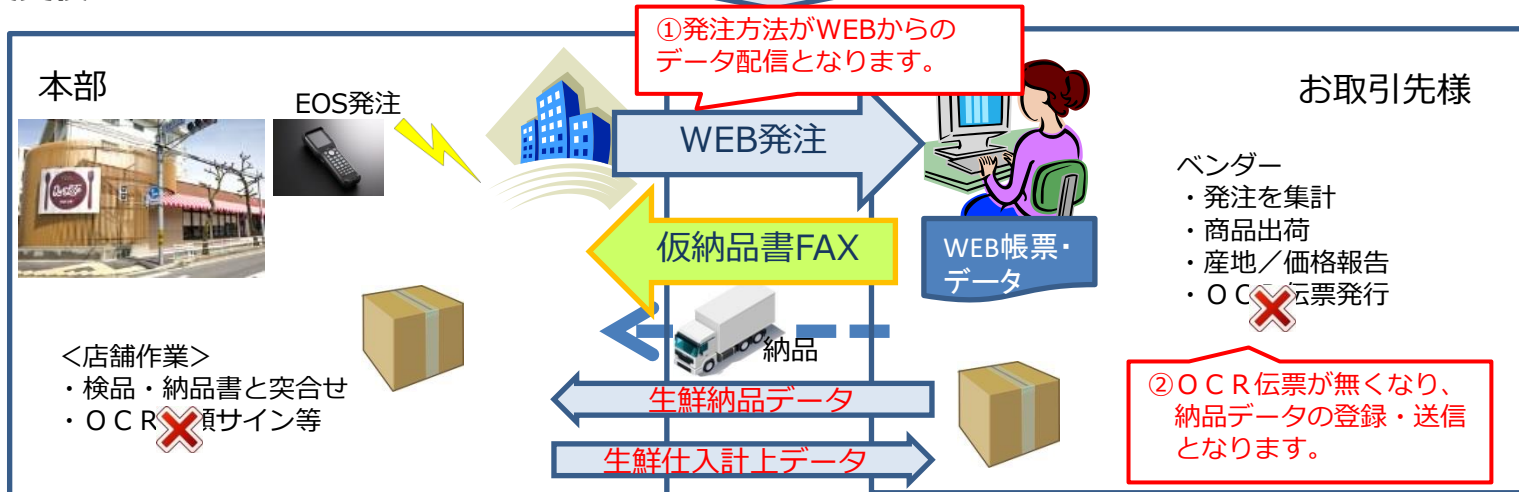 ①発注方法がWEBからの
データ配信となります。
本部
EOS発注
WEB発注
お取引先様
仮納品書FAX
WEB帳票・
データ
ベンダー
・発注を集計
・商品出荷
・産地／価格報告
・ＯＣ 伝票発行
納品
＜店舗作業＞
・検品・納品書と突合せ
・ＯＣＲ 領サイン等
生鮮納品データ
生鮮仕入計上データ
②ＯＣＲ伝票が無くなり、
納品データの登録・送信
となります。